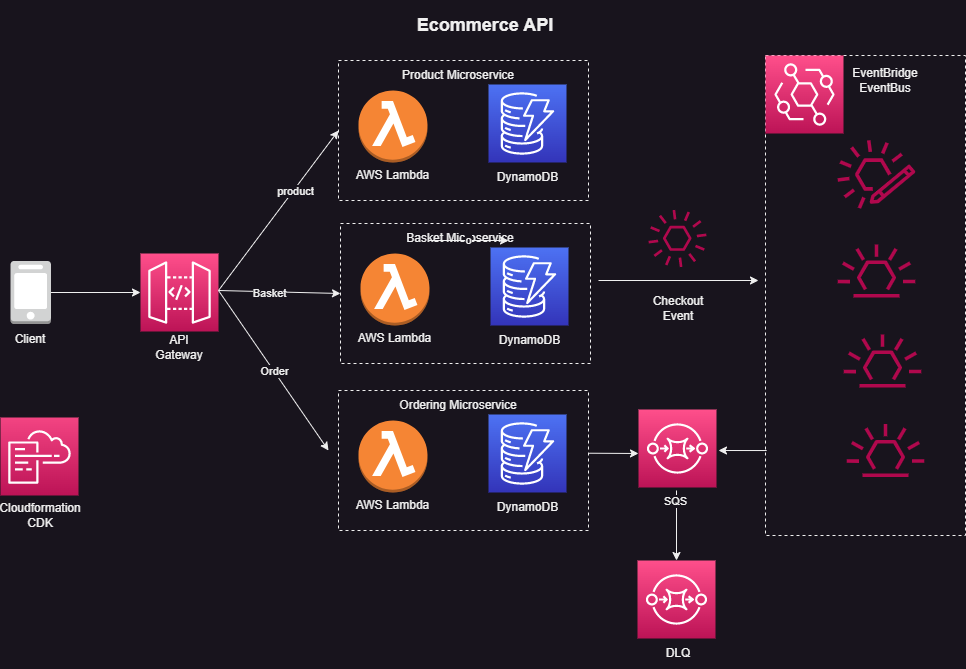 Ecommerce API
Product Microservice
AWS Lambda
DynamoDB
EventBridge
EventBus
product
Basket Microservice
AWS Lambda
DynamoDB
Basket
Checkout
Event
Client
</>
API
Gateway
Order
Ordering Microservice
AWS Lambda
DynamoDB
SQS
Cloudformation
CDK
DLQ